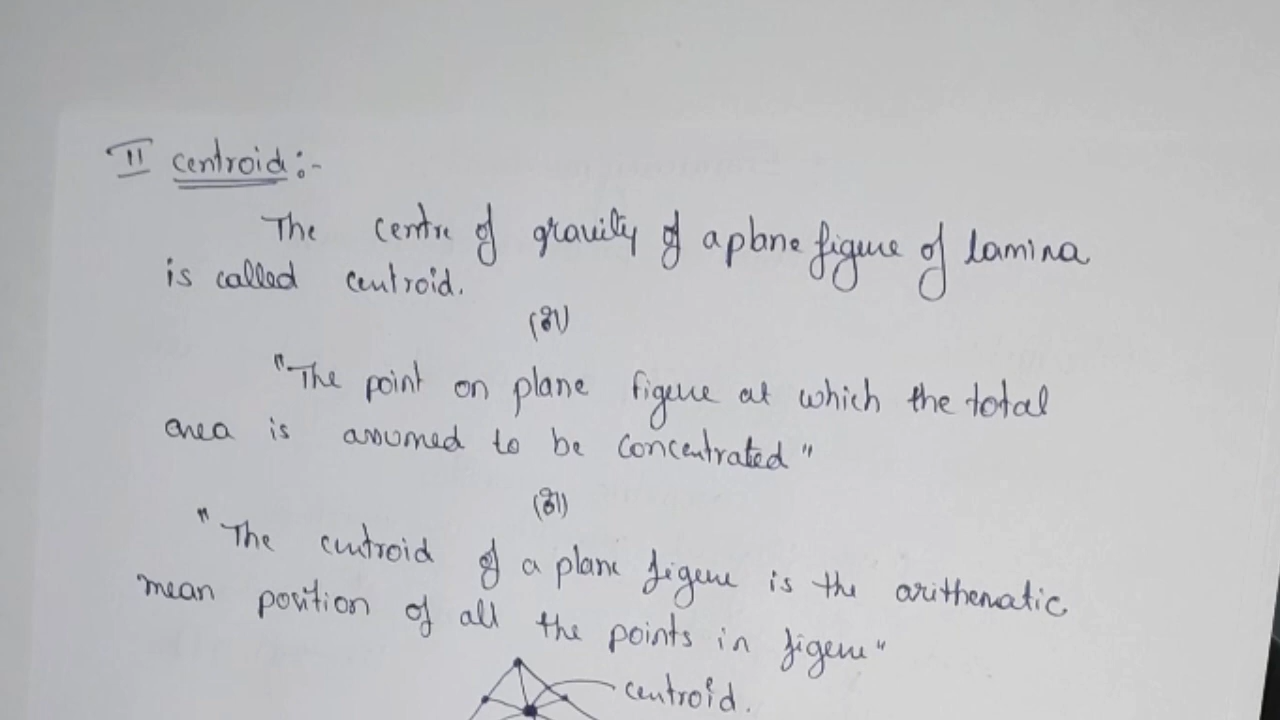 II centroid:-
The centre of gravity of a plane figure of lamina
is called centroid.
(or)
"The point on plane figure at which the total
area is assumed to be concentrated"
(or)
"The centroid of a plane figure is the arithematic
mean position of all the points in figure"
centroid.